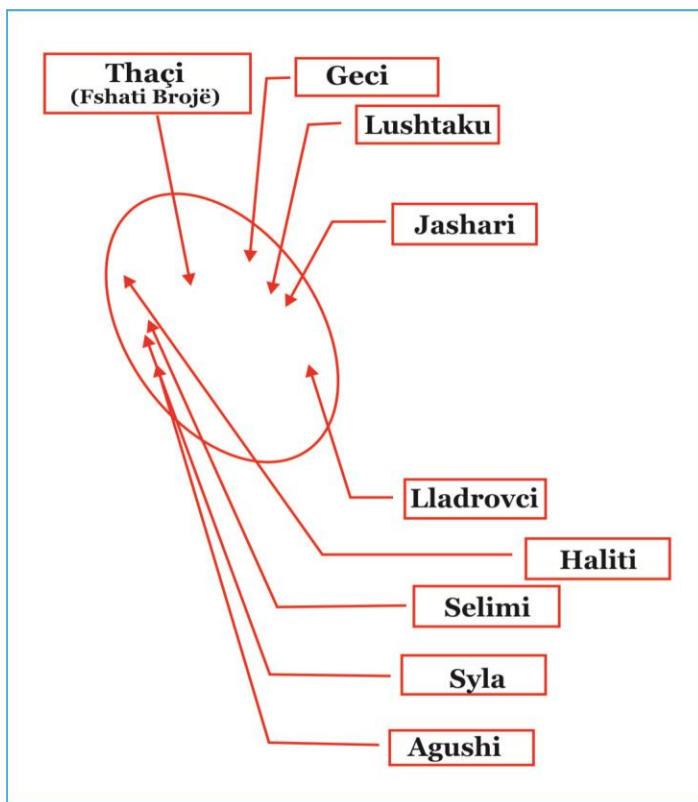 Thaçi
(Fshati Brojë)
Geci
Lushtaku
Jashari
Lladrovci
Haliti
Selimi
Syla
Agushi